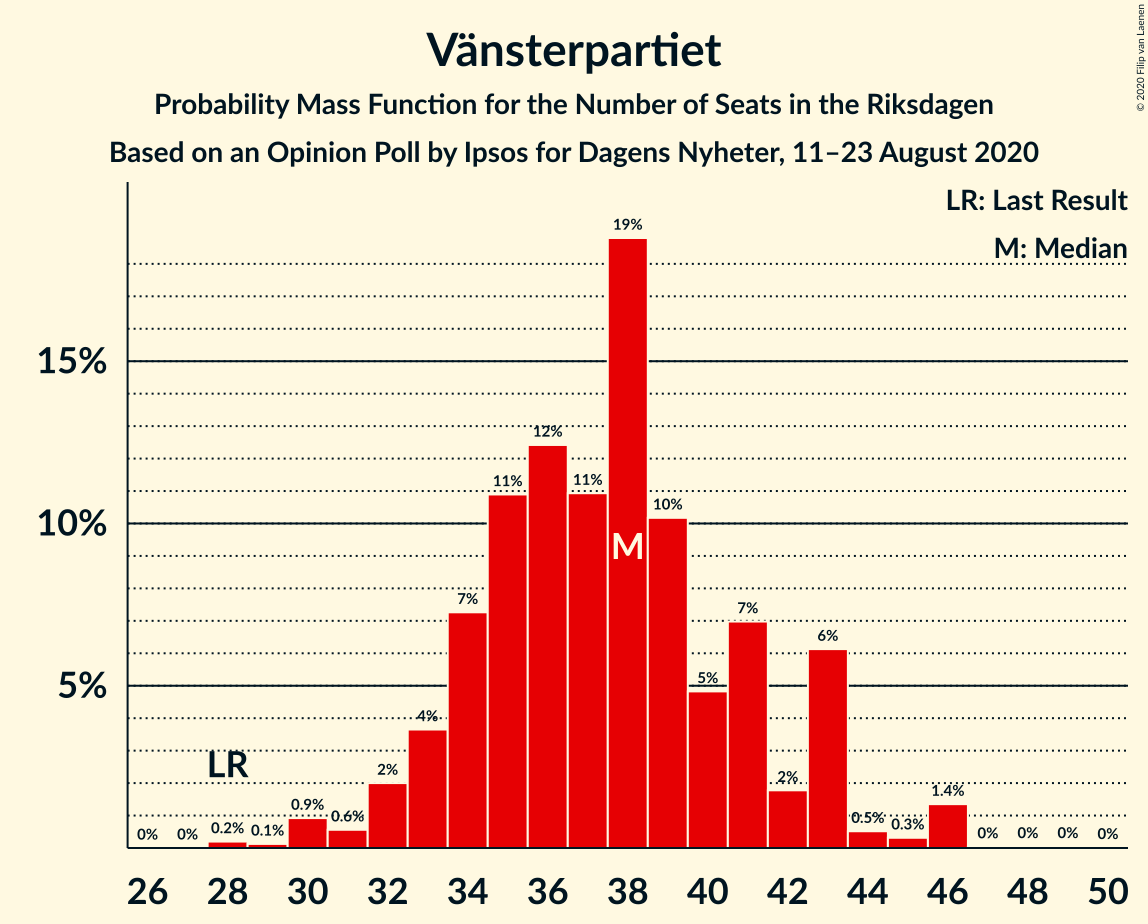 Vänsterpartiet
Probability Mass Function for the Number of Seats in the Riksdagen
Based on an Opinion Poll by Ipsos for Dagens Nyheter, 11–23 August 2020
© 2020 Filip van Laenen
LR: Last Result
M: Median
15%
10%
5%
0% 0% 0.2% 0.1% 0.9% 0.6% 2% 4% 7% 11% 12% 11% 19% 10% 5% 7% 2% 6% 0.5% 0.3% 1.4% 0% 0% 0% 0%
LR
M
26 28 30 32 34 36 38 40 42 44 46 48 50